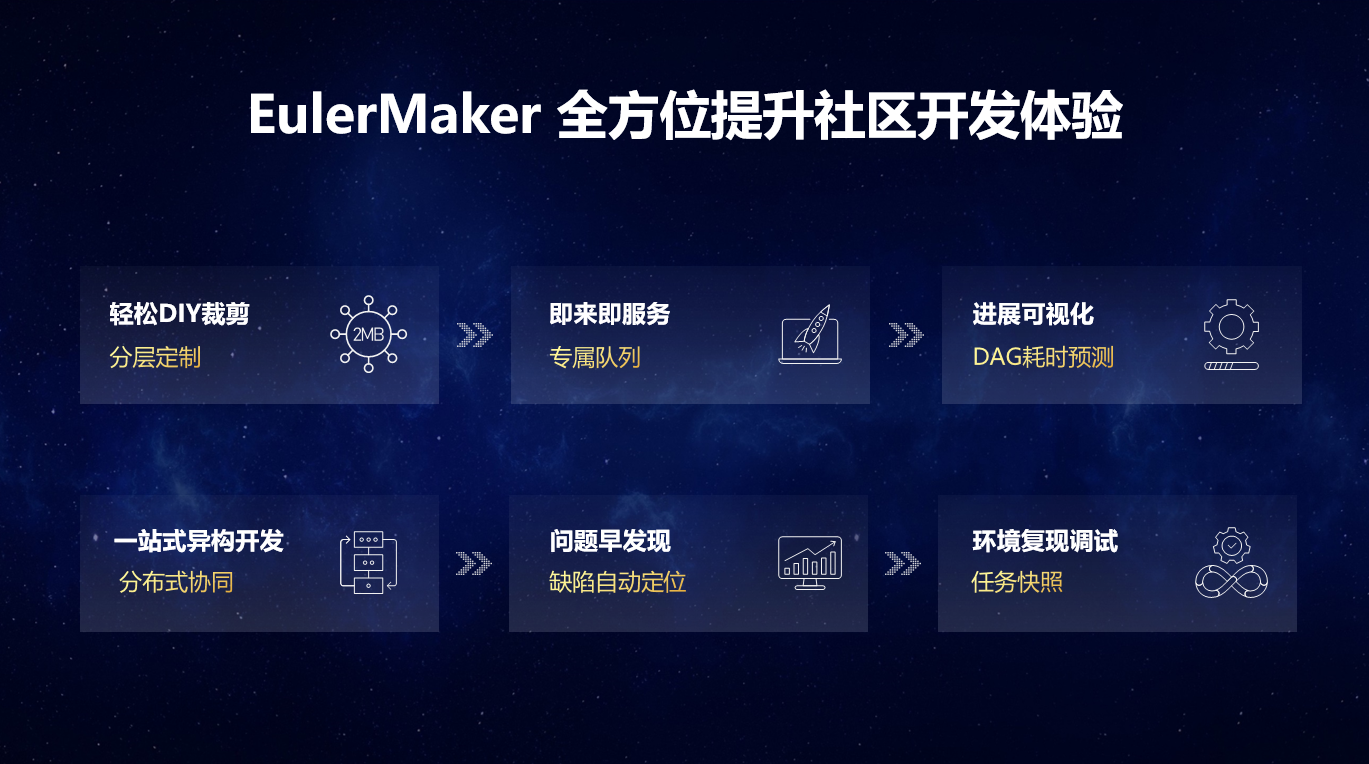 EulerMaker 全方位提升社区开发体验
轻松DIY裁剪
分层定制
2MB
即来即服务
专属队列
进展可视化
DAG耗时预测
一站式异构开发
分布式协同
问题早发现
缺陷自动定位
环境复现调试
任务快照